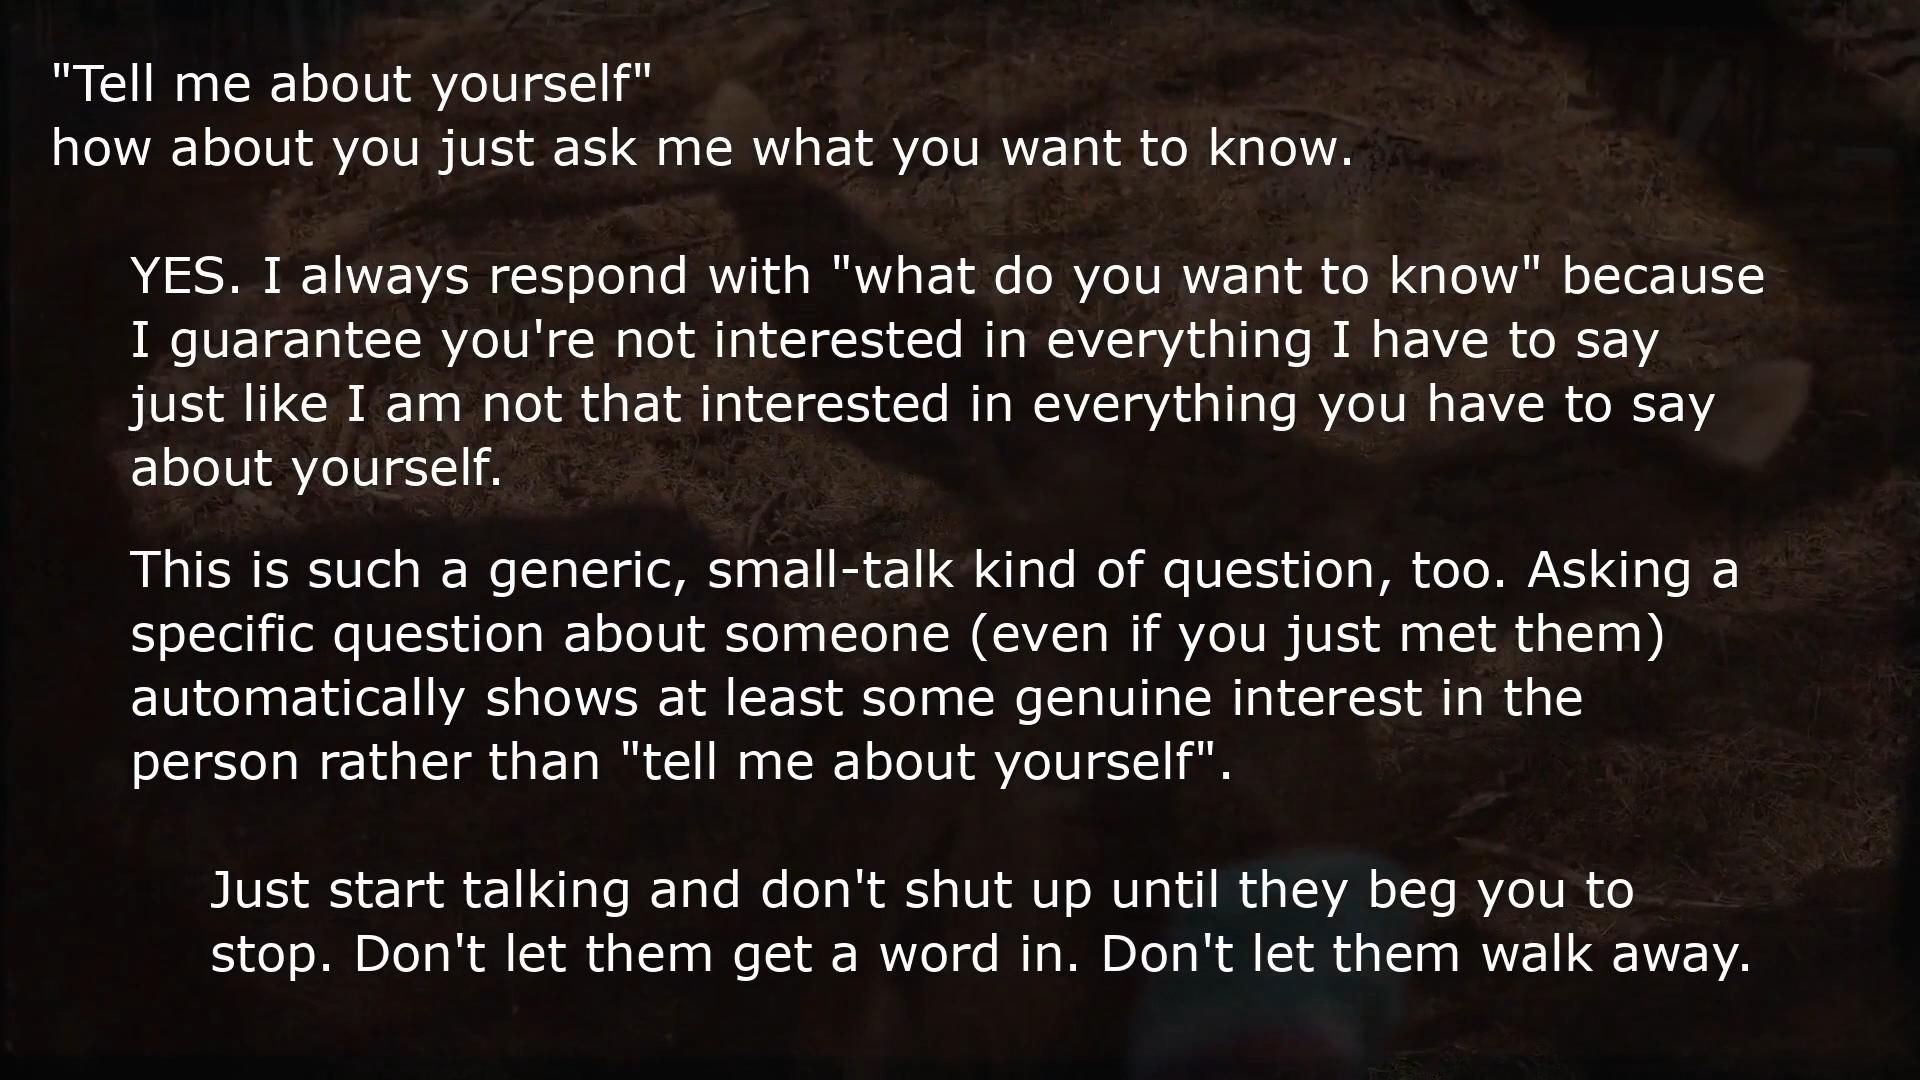 "Tell me about yourself"
how about you just ask me what you want to know.
YES. I always respond with "what do you want to know" because
I guarantee you're not interested in everything I have to say
just like I am not that interested in everything you have to say
about yourself.
This is such a generic, small-talk kind of question, too. Asking a
specific question about someone (even if you just met them)
automatically shows at least some genuine interest in the
person rather than "tell me about yourself".
Just start talking and don't shut up until they beg you to
stop. Don't let them get a word in. Don't let them walk away.